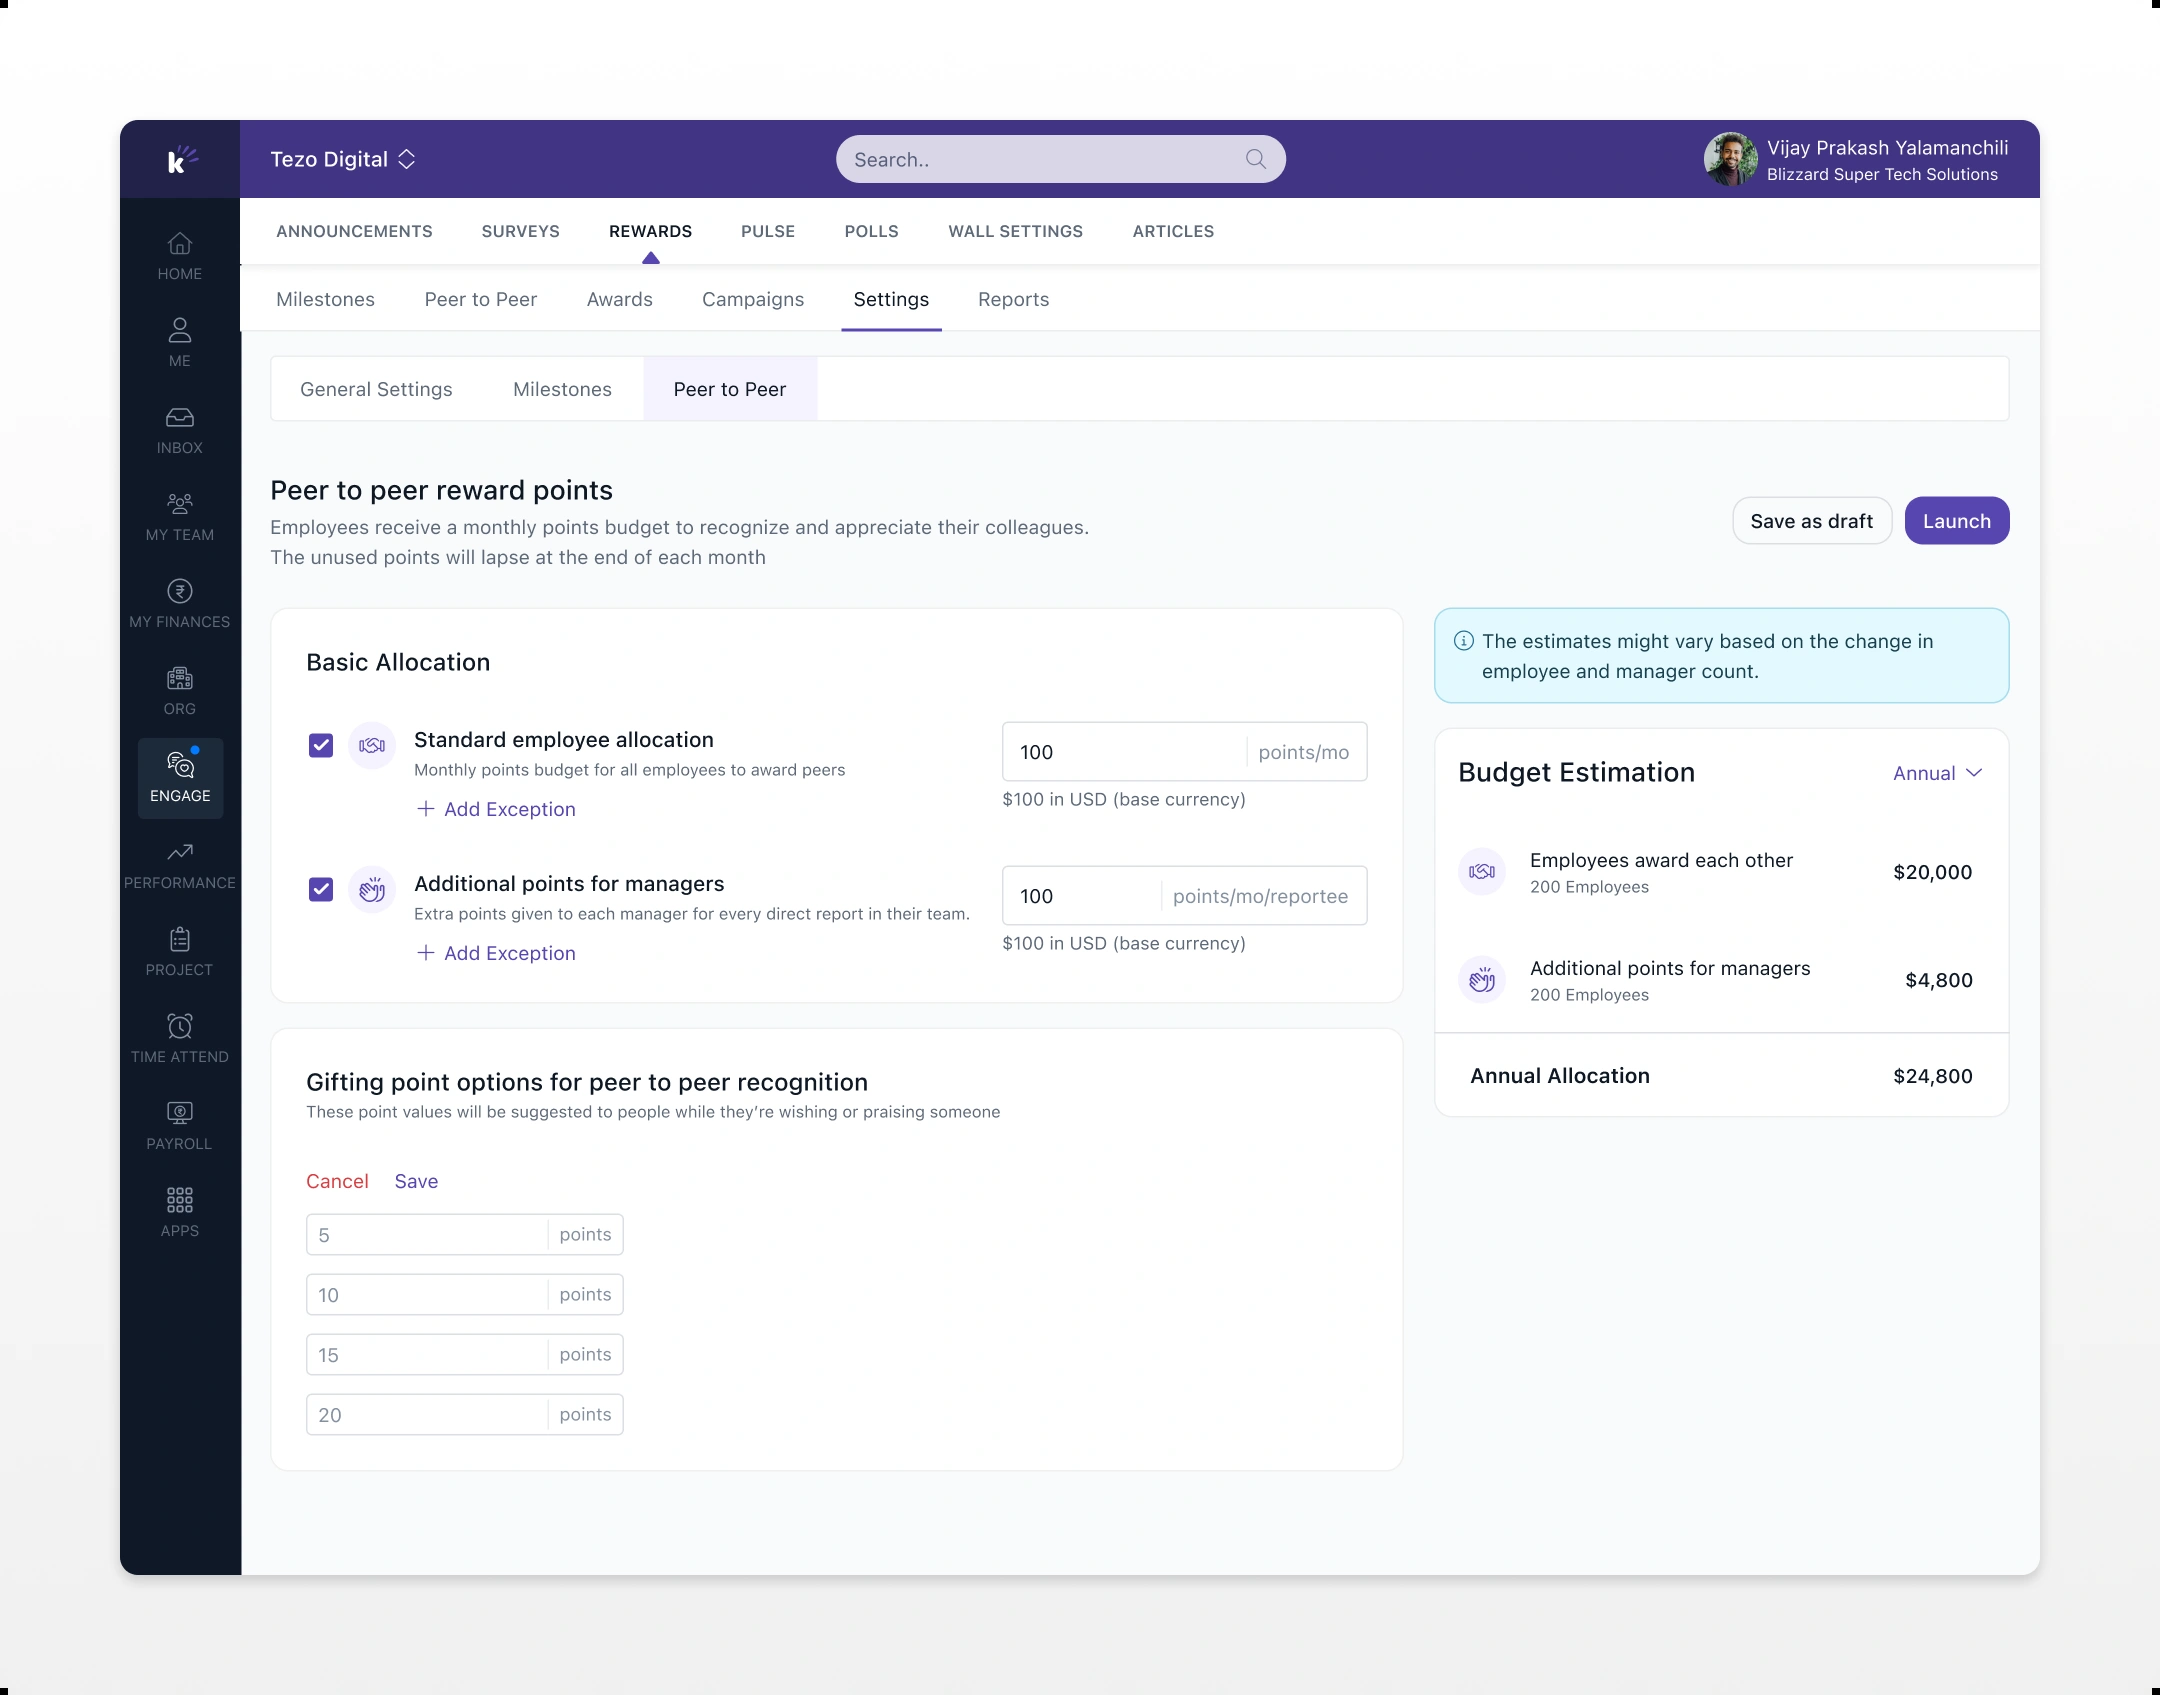 k
Tezo Digital
Search..
Vijay Prakash Yalamanchili
Blizzard Super Tech Solutions
HOME
ME
INBOX
MY TEAM
MY FINANCES
ORG
ENGAGE
PERFORMANCE
PROJECT
TIME ATTEND
PAYROLL
APPS
ANNOUNCEMENTS SURVEYS REWARDS PULSE POLLS WALL SETTINGS ARTICLES
Milestones Peer to Peer Awards Campaigns Settings Reports
General Settings Milestones Peer to Peer
Peer to peer reward points
Employees receive a monthly points budget to recognize and appreciate their colleagues.
The unused points will lapse at the end of each month
Save as draft Launch
Basic Allocation
Standard employee allocation
Monthly points budget for all employees to award peers
Add Exception
100 points/mo
$100 in USD (base currency)
Additional points for managers
Extra points given to each manager for every direct report in their team.
Add Exception
100 points/mo/reportee
$100 in USD (base currency)
Gifting point options for peer to peer recognition
These point values will be suggested to people while they're wishing or praising someone
Cancel Save
5 points
10 points
15 points
20 points
The estimates might vary based on the change in
employee and manager count.
Budget Estimation Annual
Employees award each other
200 Employees
$20,000
Additional points for managers
200 Employees
$4,800
Annual Allocation $24,800